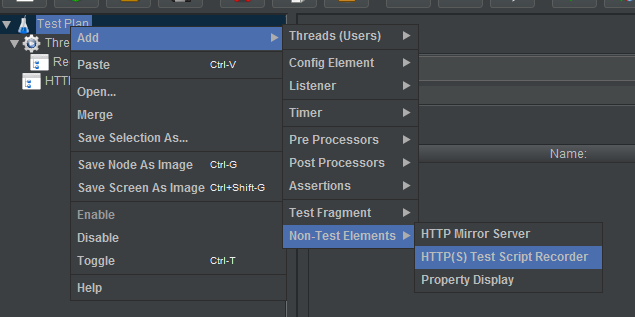 Test Plan
Thre
Re
HTTP
Add
Paste Ctrl-V
Open...
Merge
Save Selection As...
Save Node As Image Ctrl-G
Save Screen As Image Ctrl+Shift-G
Enable
Disable
Toggle Ctrl-T
Help
Threads (Users)
Config Element
Listener
Timer
Pre Processors
Post Processors
Assertions
Test Fragment
Non-Test Elements
HTTP Mirror Server
HTTP(S) Test Script Recorder
Property Display
Name: